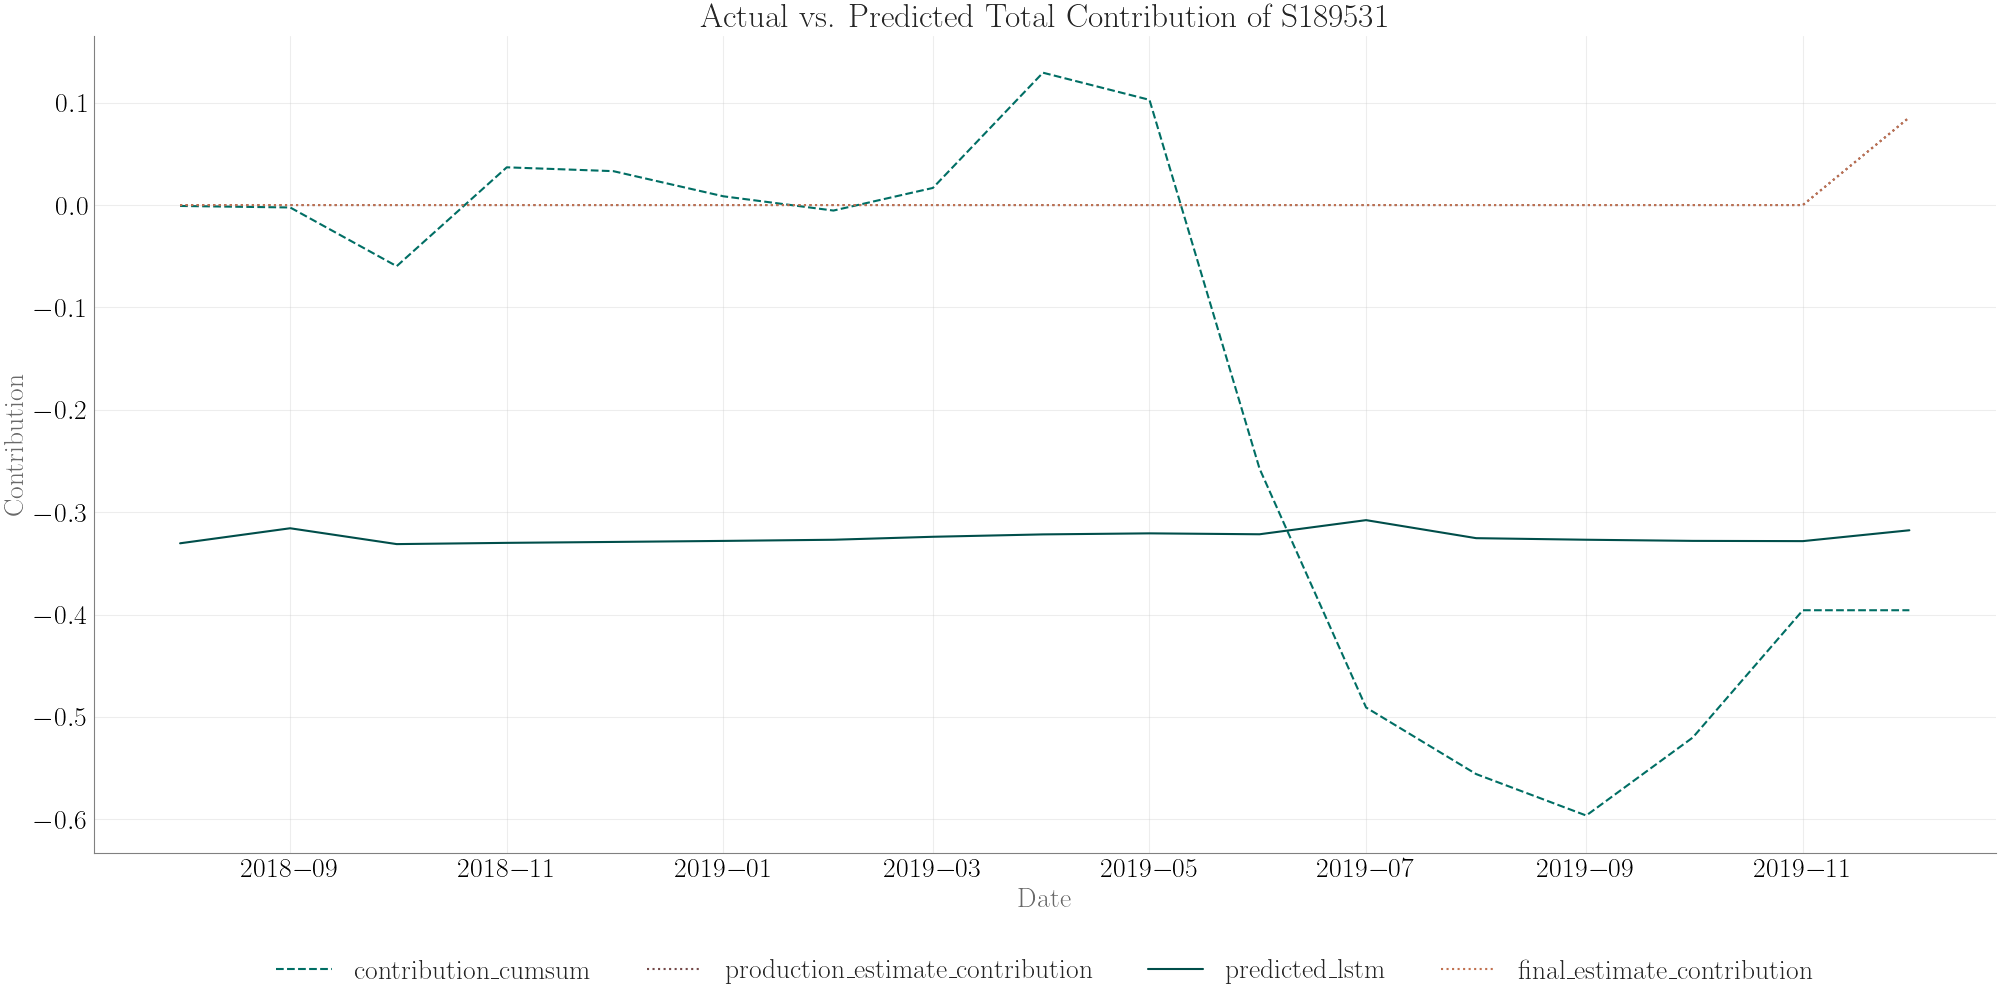 Actual vs. Predicted Total Contribution of S189531
Contribution
0.1
0.0
−0.1
−0.2
−0.3
−0.4
−0.5
−0.6
2018−09 2018−11 2019−01 2019−03 2019−05 2019−07 2019−09 2019−11
Date
contribution_cumsum production_estimate_contribution predicted_lstm final_estimate_contribution